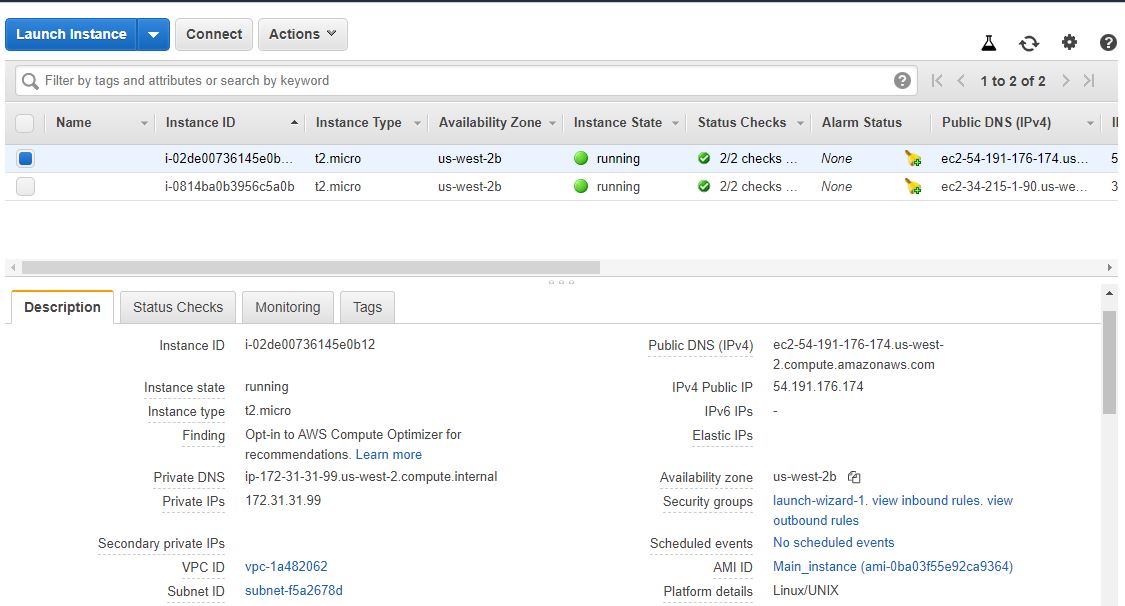 Launch Instance Connect Actions
Filter by tags and attributes or search by keyword 1 to 2 of 2
Name Instance ID Instance Type Availability Zone Instance State Status Checks Alarm Status Public DNS (IPv4)
i-02de00736145e0b... t2.micro us-west-2b running 2/2 checks ... None ec2-54-191-176-174.us... 5
i-0814ba0b3956c5a0b t2.micro us-west-2b running 2/2 checks ... None ec2-34-215-1-90.us-we... 3
Description Status Checks Monitoring Tags
Instance ID i-02de00736145e0b12 Public DNS (IPv4) ec2-54-191-176-174.us-west-
2.compute.amazonaws.com
Instance state running IPv4 Public IP 54.191.176.174
Instance type t2.micro IPv6 IPs -
Finding Opt-in to AWS Compute Optimizer for Elastic IPs
recommendations. Learn more
Private DNS ip-172-31-31-99.us-west-2.compute.internal Availability zone us-west-2b
Private IPs 172.31.31.99 Security groups launch-wizard-1. view inbound rules. view
outbound rules
Secondary private IPs Scheduled events No scheduled events
VPC ID vpc-1a482062 AMI ID Main_instance (ami-0ba03f55e92ca9364)
Subnet ID subnet-f5a2678d Platform details Linux/UNIX